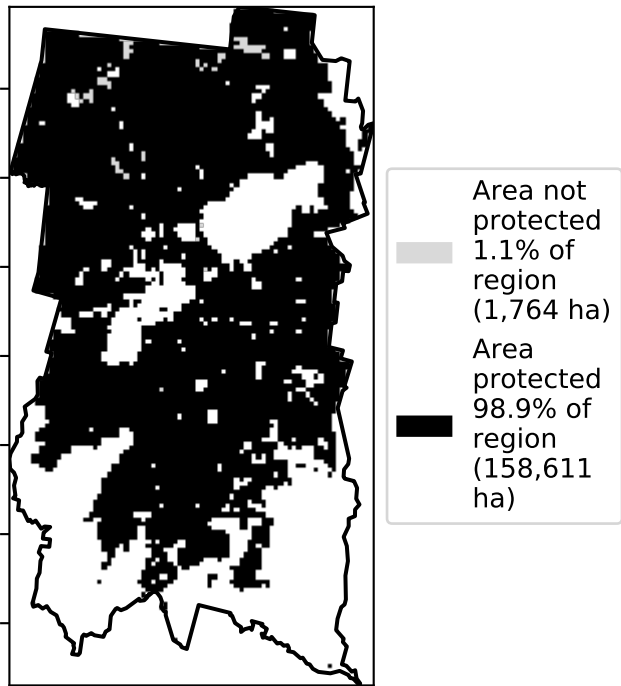 Area not
protected
1.1% of
region
(1,764 ha)
Area
protected
98.9% of
region
(158,611
ha)